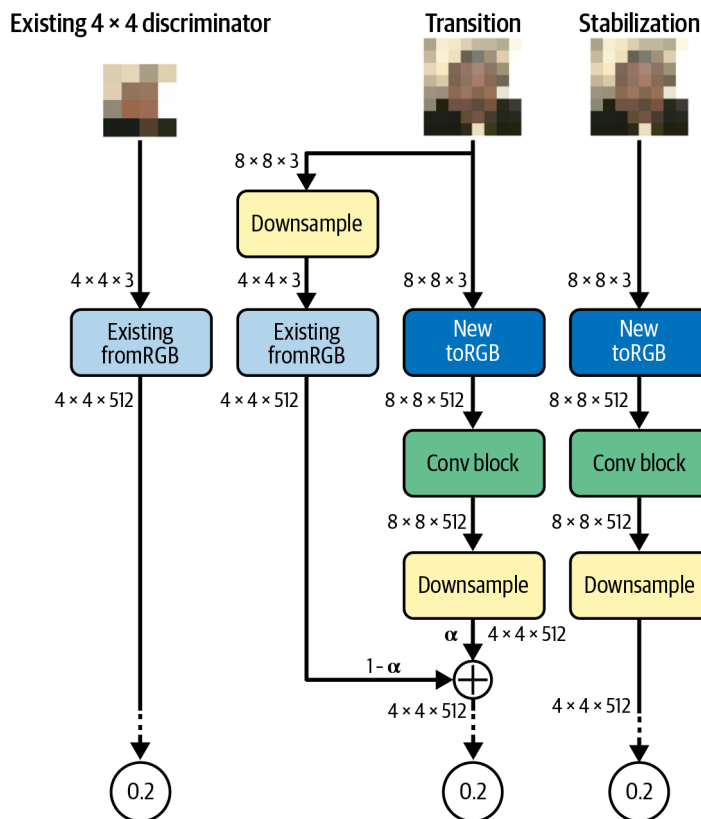 Existing 4 × 4 discriminator
Transition
Stabilization
8 × 8 × 3
Downsample
4 × 4 × 3
4 × 4 × 3
8 × 8 × 3
8 × 8 × 3
Existing
fromRGB
Existing
fromRGB
New
toRGB
New
toRGB
4 × 4 × 512
4 × 4 × 512
8 × 8 × 512
8 × 8 × 512
Conv block
Conv block
8 × 8 × 512
8 × 8 × 512
Downsample
Downsample
α
4 × 4 × 512
1 - α
4 × 4 × 512
4 × 4 × 512
0.2
0.2
0.2